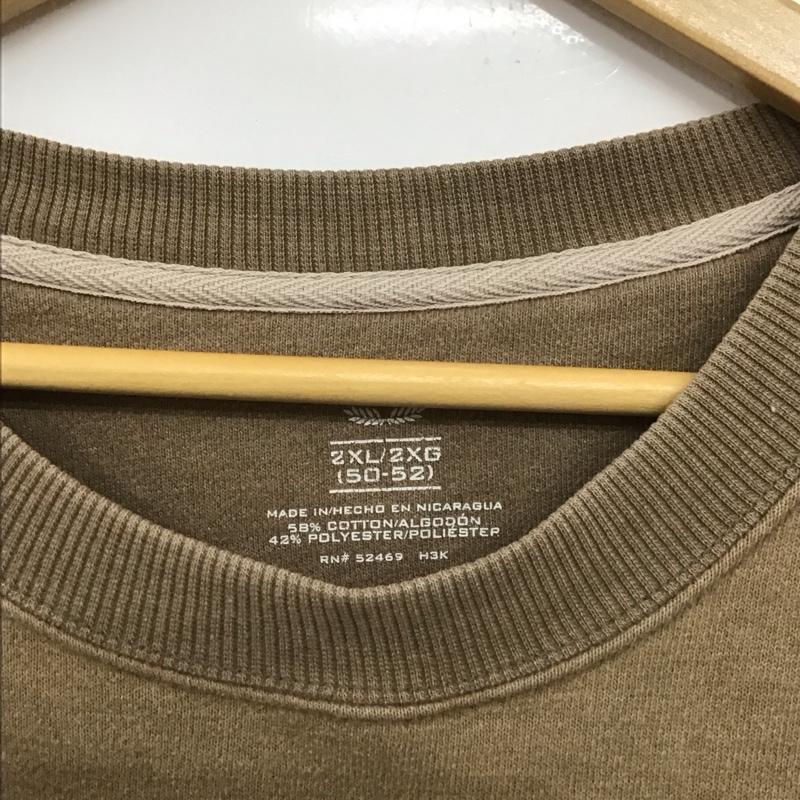 2XL/2XG
(50-52)
MADE IN/HECHO EN NICARAGUA
58% COTTON/ALGODÓN
42% POLYESTER/POLIÉSTER
RN# 52469 H3K